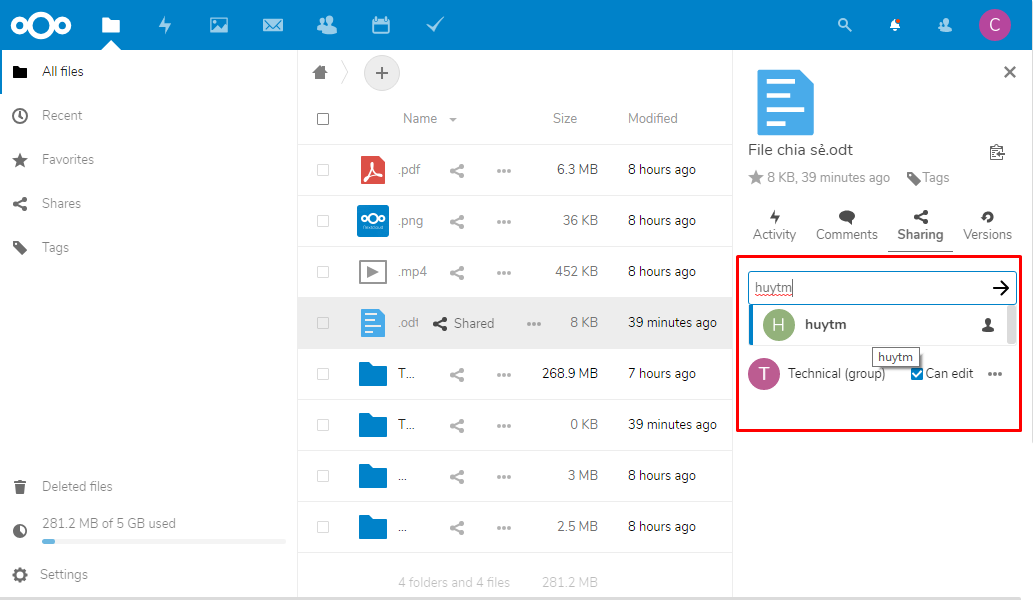 C
All files
Recent
Favorites
Shares
Tags
Deleted files
281.2 MB of 5 GB used
Settings
Name Size Modified
.pdf 6.3 MB 8 hours ago
.png 36 KB 8 hours ago
.mp4 452 KB 8 hours ago
.odt Shared 8 KB 39 minutes ago
T... 268.9 MB 7 hours ago
T... 0 KB 39 minutes ago
... 3 MB 8 hours ago
... 2.5 MB 8 hours ago
4 folders and 4 files 281.2 MB
File chia sẻ.odt
8 KB, 39 minutes ago Tags
Activity Comments Sharing Versions
huytm
H huytm
huytm
T Technical (group) Can edit